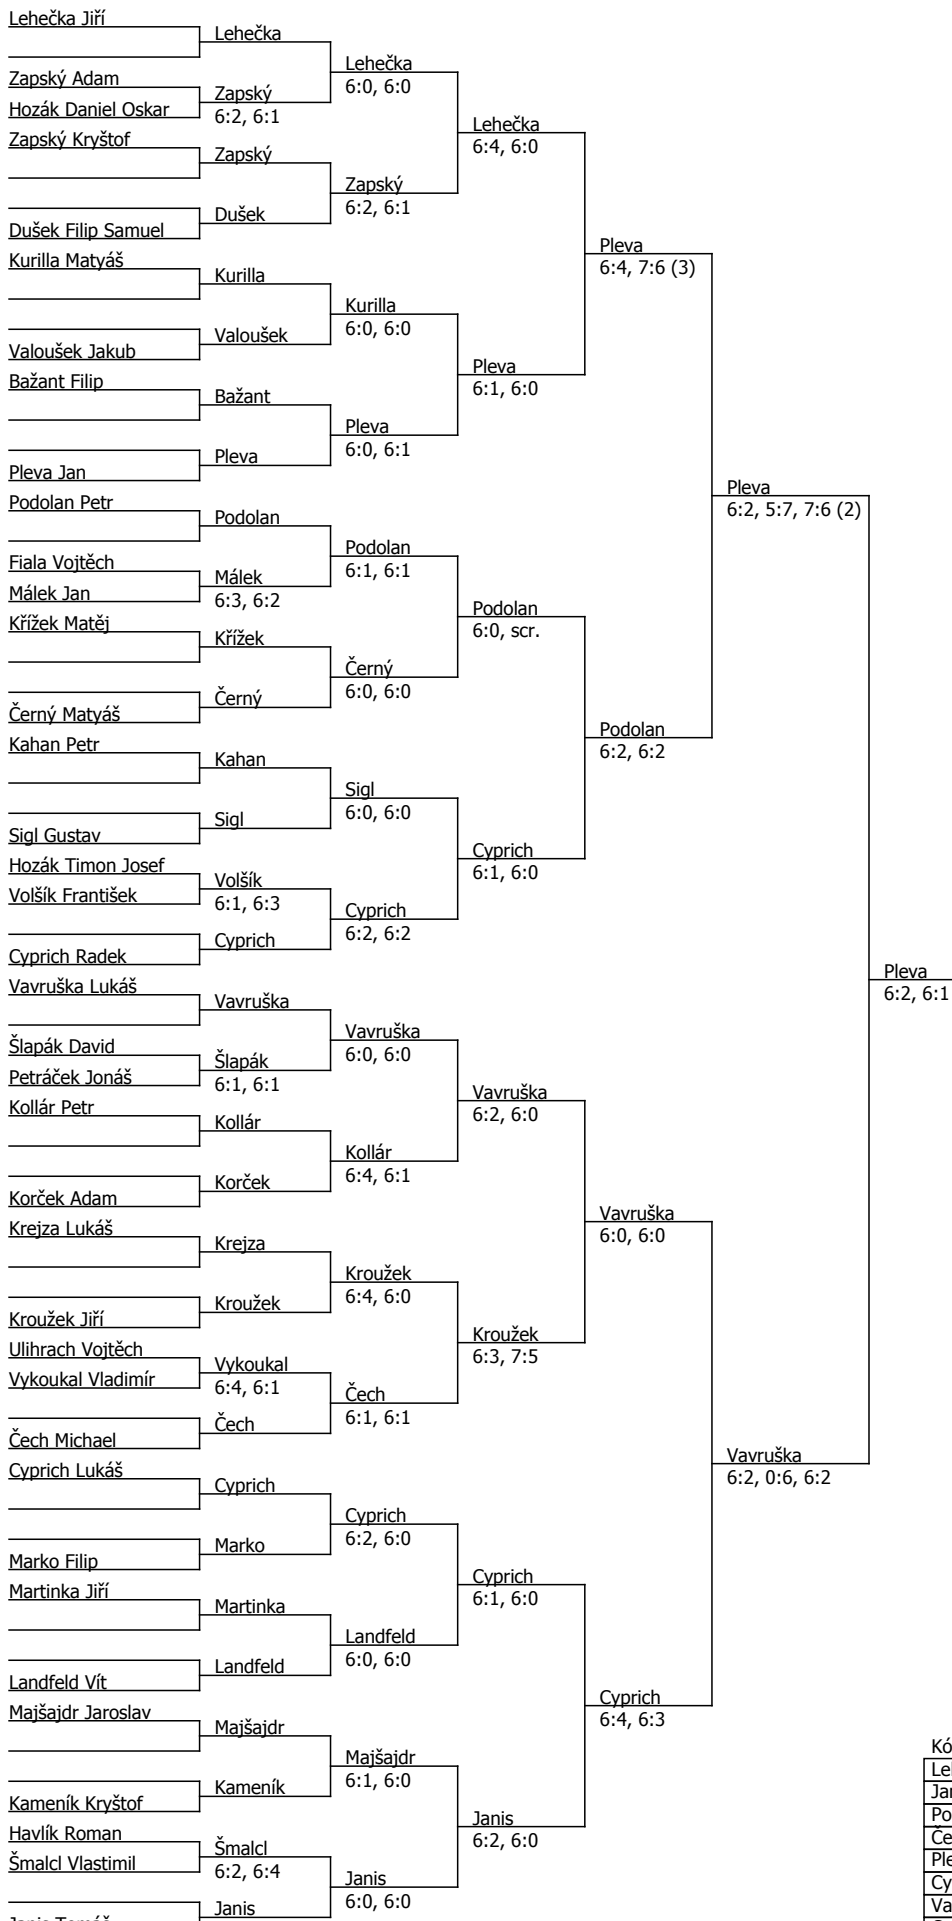 Lehečka Jiří
Zapský Adam
Hozák Daniel Oskar
Zapský Kryštof
Dušek Filip Samuel
Kurilla Matyáš
Valoušek Jakub
Bažant Filip
Pleva Jan
Podolan Petr
Fiala Vojtěch
Málek Jan
Křížek Matěj
Černý Matyáš
Kahan Petr
Sigl Gustav
Hozák Timon Josef
Volšík František
Cyprich Radek
Vavruška Lukáš
Šlapák David
Petráček Jonáš
Kollár Petr
Korček Adam
Krejza Lukáš
Kroužek Jiří
Ulihrach Vojtěch
Vykoukal Vladimír
Čech Michael
Cyprich Lukáš
Marko Filip
Martinka Jiří
Landfeld Vít
Majšajdr Jaroslav
Kameník Kryštof
Havlík Roman
Šmalcl Vlastimil
Lehečka
Zapský
6:2, 6:1
Zapský
Dušek
Kurilla
Valoušek
Bažant
Pleva
Podolan
Málek
6:3, 6:2
Křížek
Černý
Kahan
Sigl
Volšík
6:1, 6:3
Cyprich
Vavruška
Šlapák
6:1, 6:1
Kollár
Korček
Krejza
Kroužek
Vykoukal
6:4, 6:1
Čech
Cyprich
Marko
Martinka
Landfeld
Majšajdr
Kameník
Šmalcl
6:2, 6:4
Janis
Lehečka
6:0, 6:0
Zapský
6:2, 6:1
Kurilla
6:0, 6:0
Pleva
6:0, 6:1
Podolan
6:1, 6:1
Černý
6:0, 6:0
Sigl
6:0, 6:0
Cyprich
6:2, 6:2
Vavruška
6:0, 6:0
Kollár
6:4, 6:1
Kroužek
6:4, 6:0
Čech
6:1, 6:1
Cyprich
6:2, 6:0
Landfeld
6:0, 6:0
Majšajdr
6:1, 6:0
Janis
6:0, 6:0
Lehečka
6:4, 6:0
Pleva
6:1, 6:0
Podolan
6:0, scr.
Cyprich
6:1, 6:0
Vavruška
6:2, 6:0
Kroužek
6:3, 7:5
Cyprich
6:1, 6:0
Janis
6:2, 6:0
Pleva
6:4, 7:6 (3)
Podolan
6:2, 6:2
Vavruška
6:0, 6:0
Cyprich
6:4, 6:3
Pleva
6:2, 5:7, 7:6 (2)
Vavruška
6:2, 0:6, 6:2
Pleva
6:2, 6:1